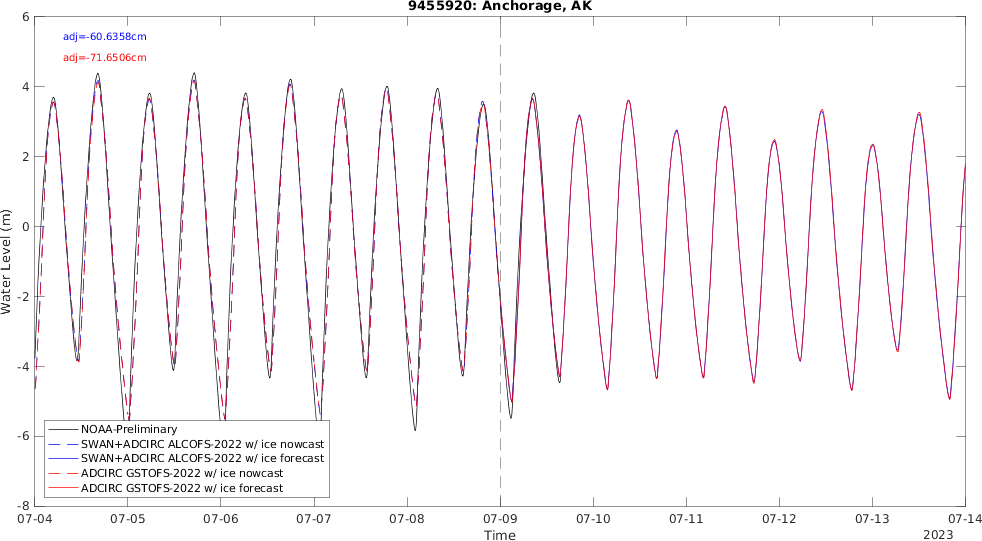 9455920: Anchorage, AK
adj=-60.6358cm
adj=-71.6506cm
6
4
2
0
-2
-4
-6
-8
Water Level (m)
NOAA-Preliminary
SWAN+ADCIRC ALCOFS-2022 w/ ice nowcast
SWAN+ADCIRC ALCOFS-2022 w/ ice forecast
ADCIRC GSTOFS-2022 w/ ice nowcast
ADCIRC GSTOFS-2022 w/ ice forecast
07-04 07-05 07-06 07-07 07-08 07-09 07-10 07-11 07-12 07-13 07-14
Time
2023